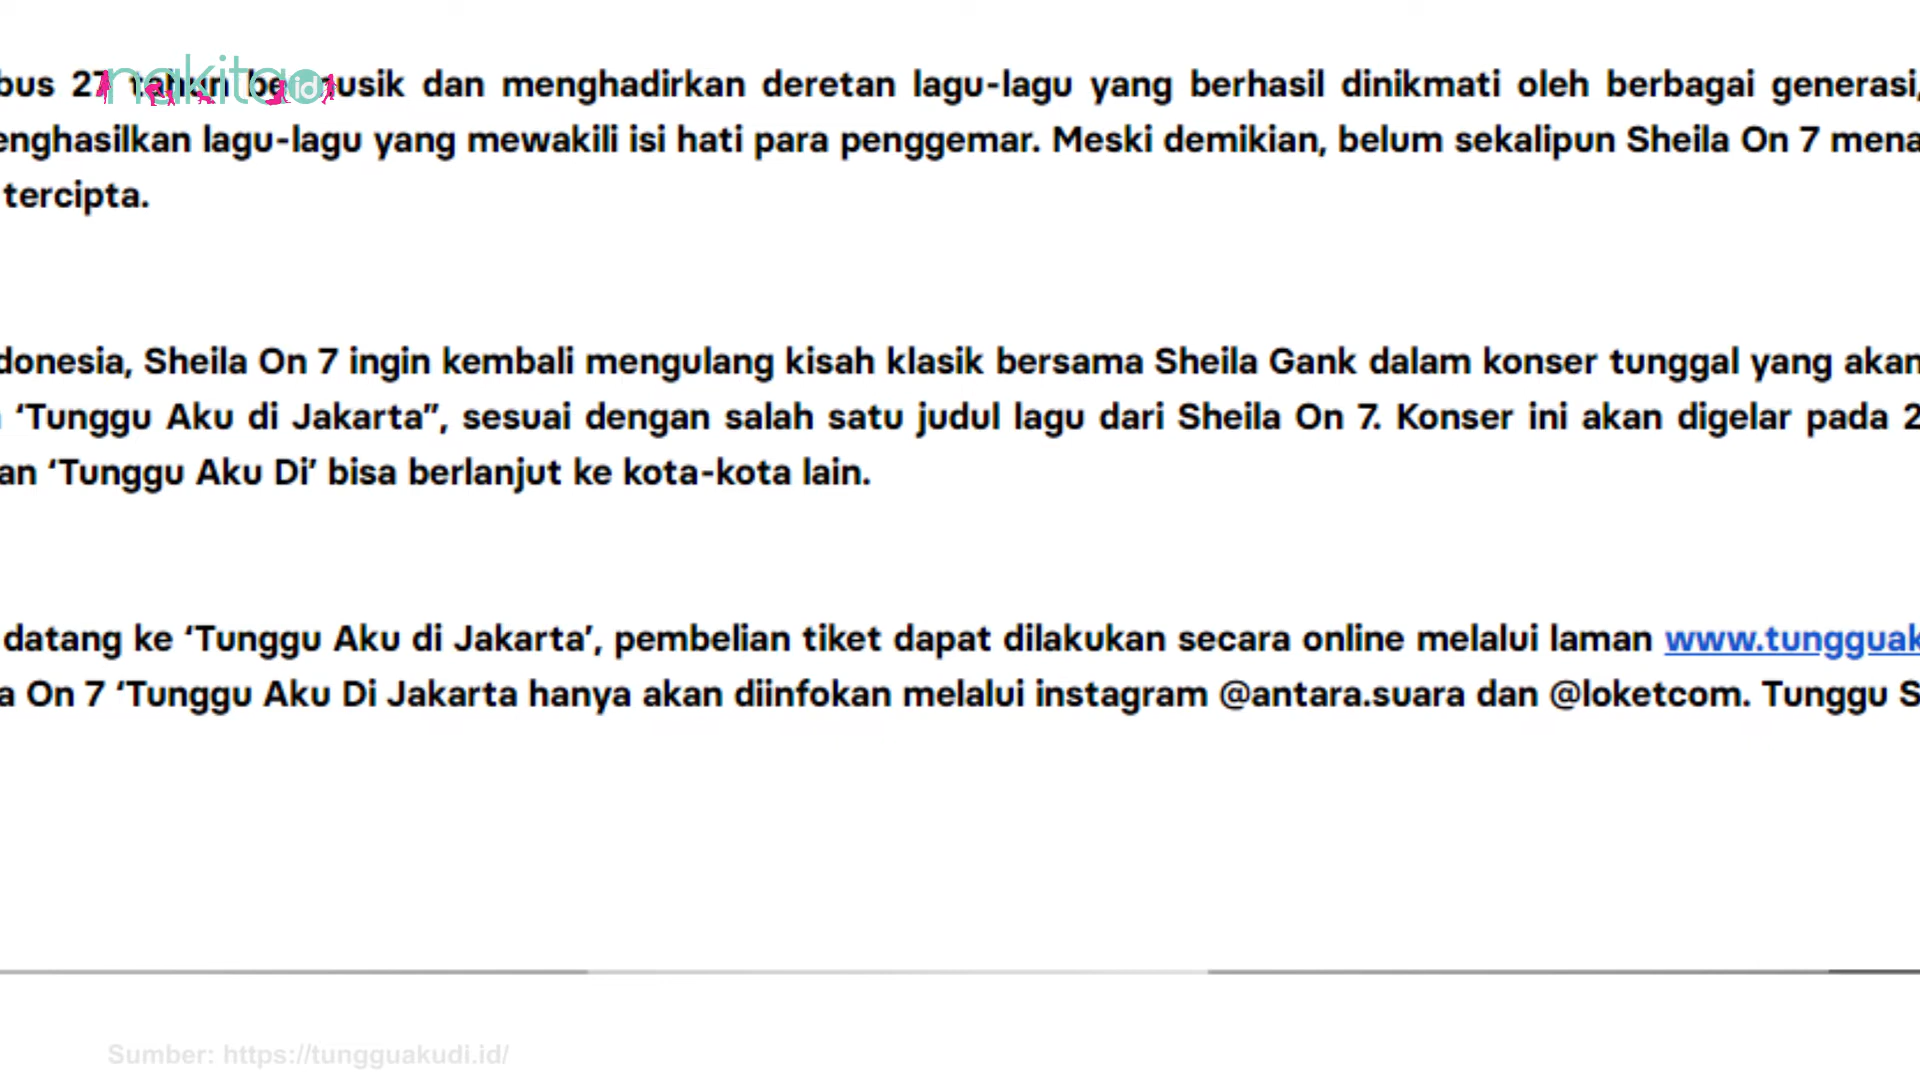 nakita id
bus 27 tahun bermusik dan menghadirkan deretan lagu-lagu yang berhasil dinikmati oleh berbagai generasi,
enghasilkan lagu-lagu yang mewakili isi hati para penggemar. Meski demikian, belum sekalipun Sheila On 7 mena
tercipta.
donesia, Sheila On 7 ingin kembali mengulang kisah klasik bersama Sheila Gank dalam konser tunggal yang akan
‘Tunggu Aku di Jakarta”, sesuai dengan salah satu judul lagu dari Sheila On 7. Konser ini akan digelar pada 2
an ‘Tunggu Aku Di’ bisa berlanjut ke kota-kota lain.
datang ke ‘Tunggu Aku di Jakarta’, pembelian tiket dapat dilakukan secara online melalui laman www.tungguak
a On 7 ‘Tunggu Aku Di Jakarta hanya akan diinfokan melalui instagram @antara.suara dan @loketcom. Tunggu S
Sumber: https://tungguakudi.id/